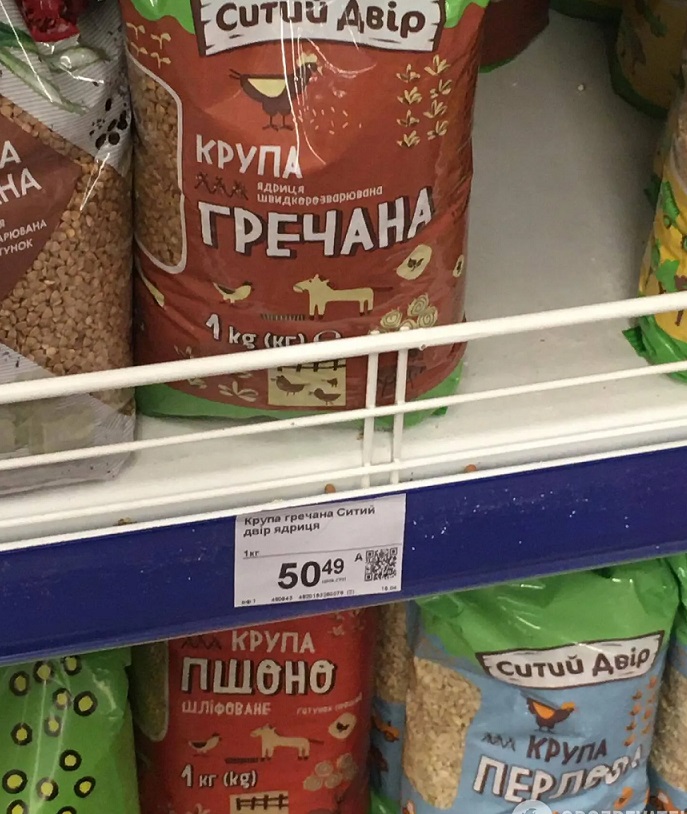 Ситий Двір
КРУПА
ядриця
швидкорозварювана
ГРЕЧАНА
1 kg (кг)
Крупа гречана Ситий
двір ядриця
1кг
50 49
А
КРУПА
ПШОНО
ШЛІФОВАНЕ
1 кг (kg)
Ситий Двір
КРУПА